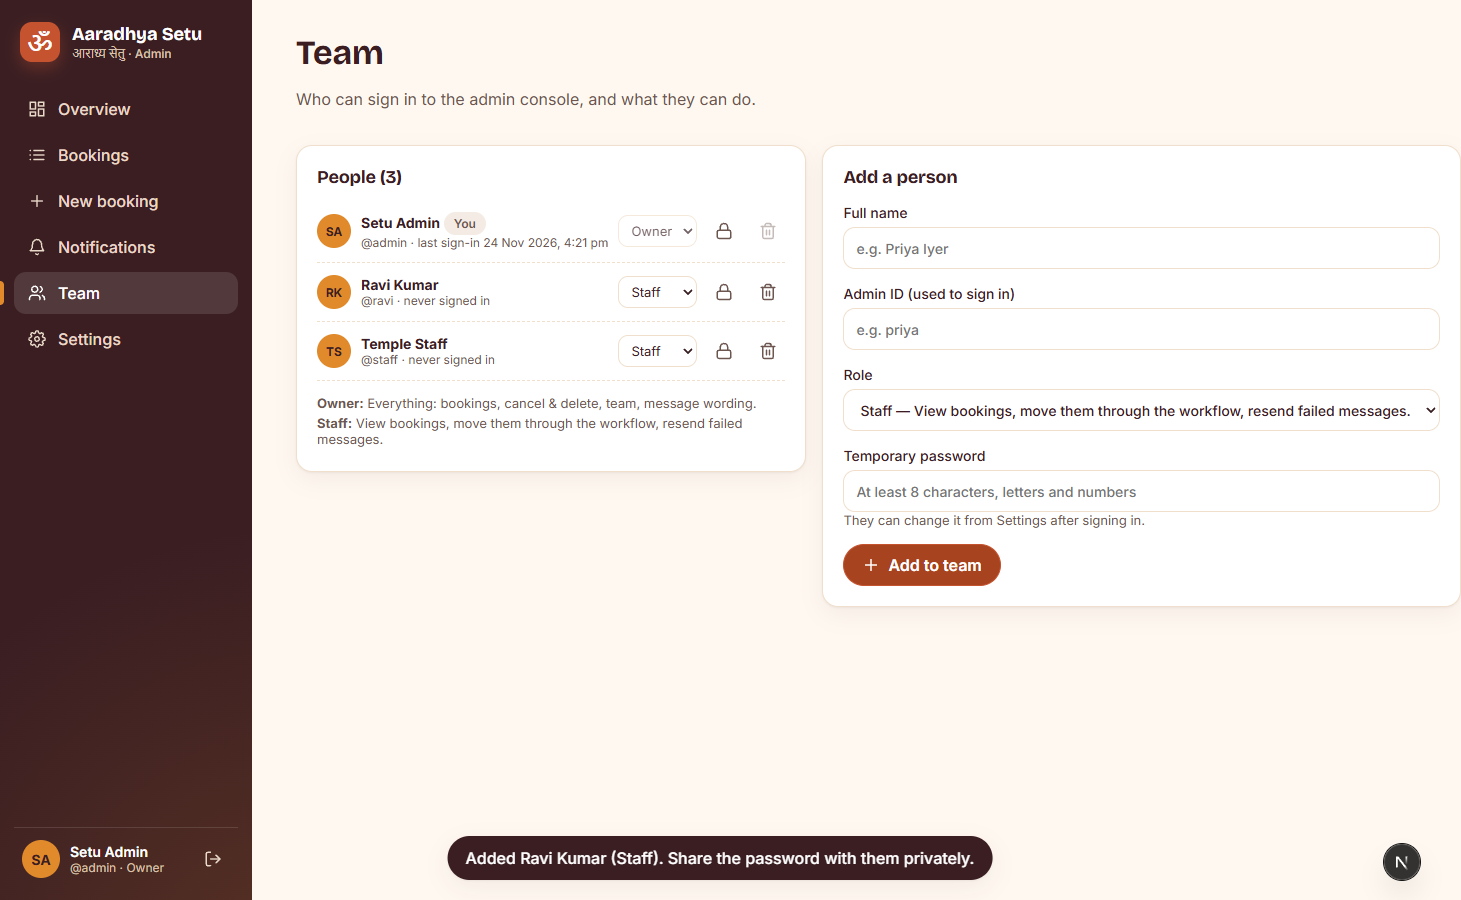 ॐ
Aaradhya Setu
आराध्य सेतु · Admin
Overview
Bookings
New booking
Notifications
Team
Settings
SA
Setu Admin
@admin · Owner
Team
Who can sign in to the admin console, and what they can do.
People (3)
SA
Setu Admin You
@admin · last sign-in 24 Nov 2026, 4:21 pm
Owner
RK
Ravi Kumar
@ravi · never signed in
Staff
TS
Temple Staff
@staff · never signed in
Staff
Owner: Everything: bookings, cancel & delete, team, message wording.
Staff: View bookings, move them through the workflow, resend failed
messages.
Add a person
Full name
e.g. Priya Iyer
Admin ID (used to sign in)
e.g. priya
Role
Staff — View bookings, move them through the workflow, resend failed messages.
Temporary password
At least 8 characters, letters and numbers
They can change it from Settings after signing in.
Add to team
Added Ravi Kumar (Staff). Share the password with them privately.
N